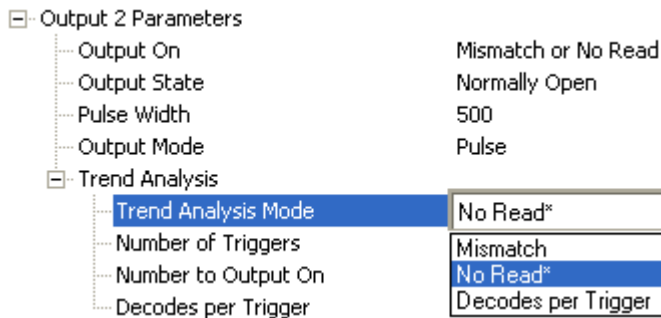 Output 2 Parameters
Output On Mismatch or No Read
Output State Normally Open
Pulse Width 500
Output Mode Pulse
Trend Analysis
Trend Analysis Mode No Read*
Number of Triggers Mismatch
Number to Output On No Read*
Decodes per Trigger Decodes per Trigger